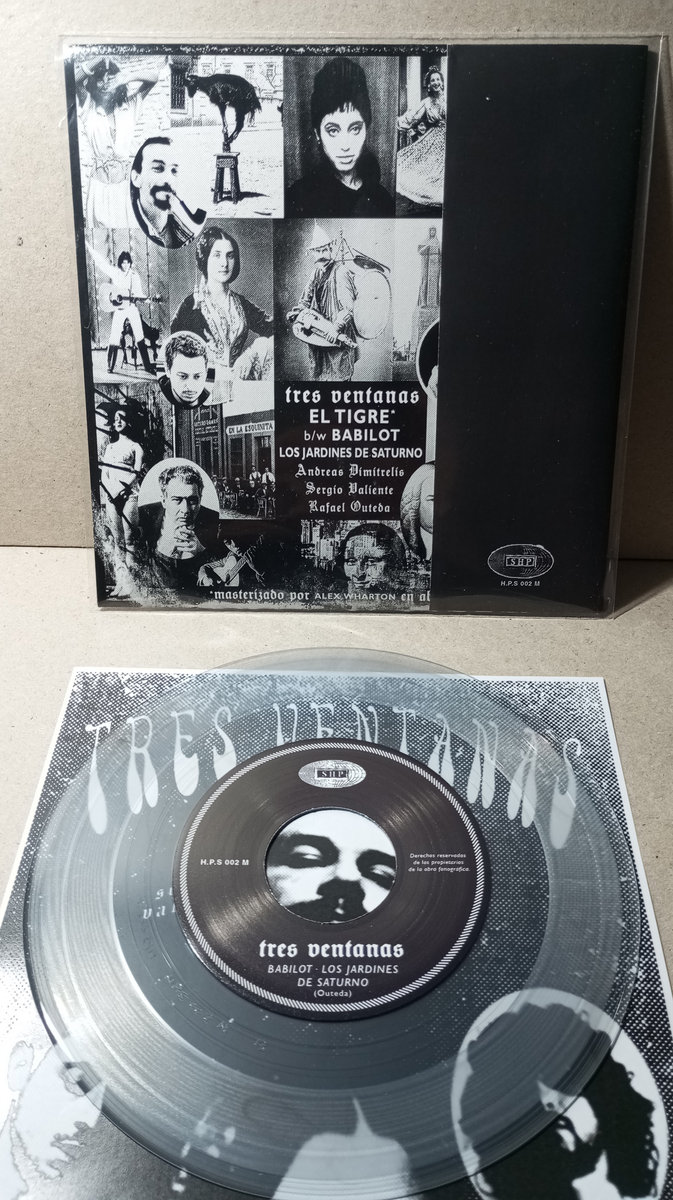 EN LA ESQUINITA
tres ventanas
EL TIGRE*
b/w BABILOT
LOS JARDINES DE SATURNO
Andreas Dimitrelis
Sergio Valiente
Rafael Outeda
*masterizado por ALEX WHARTON en al
SHP
H.P.S 002 M
TRES VENTANAS
SHP
H.P.S 002 M
Derechos reservados
de los propietarios
de la obra fonográfica.
tres ventanas
BABILOT · LOS JARDINES
DE SATURNO
(Outeda)